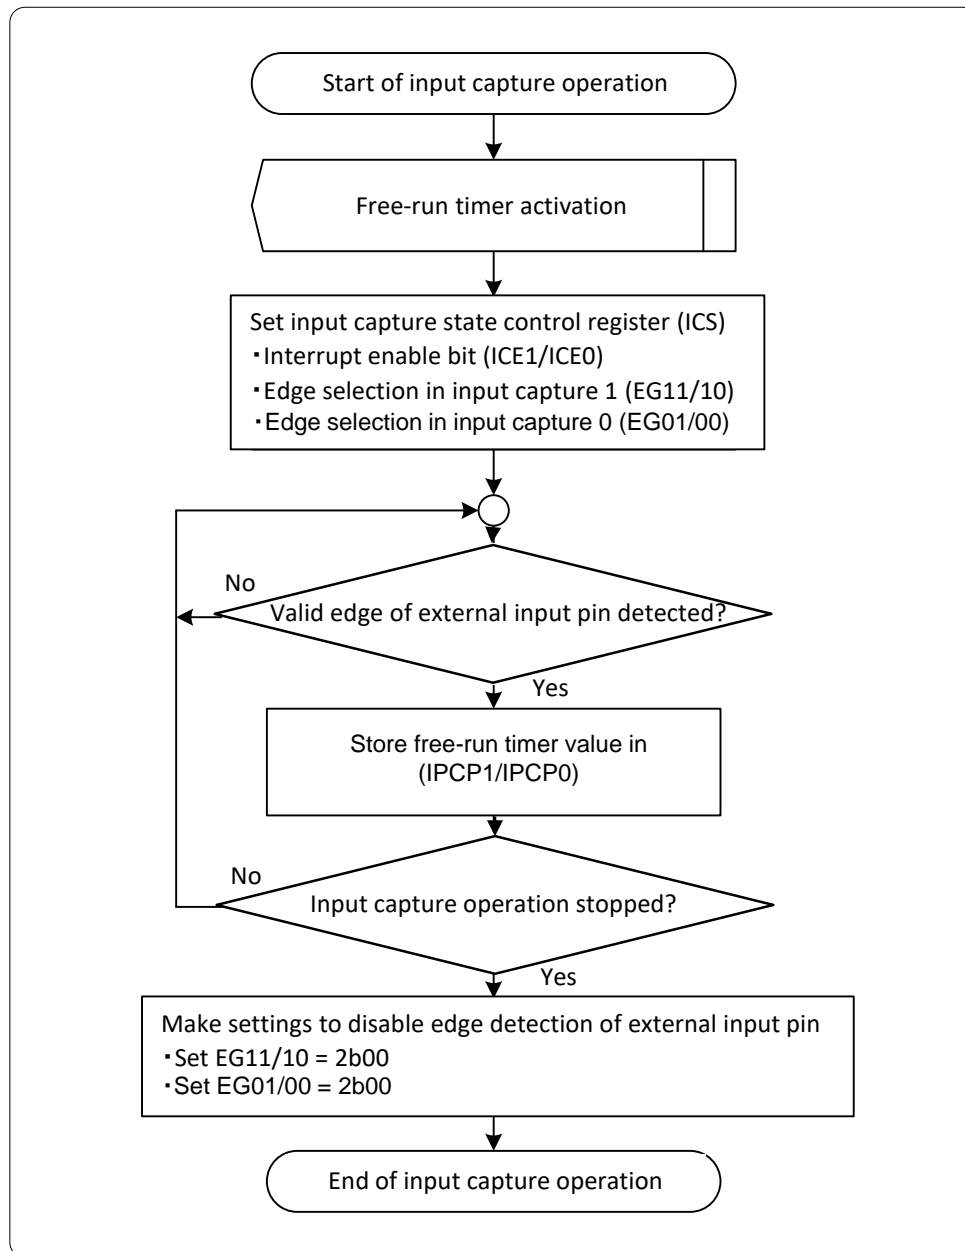 Start of input capture operation
Free-run timer activation
Set input capture state control register (ICS)
・Interrupt enable bit (ICE1/ICE0)
・Edge selection in input capture 1 (EG11/10)
・Edge selection in input capture 0 (EG01/00)
No
Valid edge of external input pin detected?
Yes
Store free-run timer value in
(IPCP1/IPCP0)
No
Input capture operation stopped?
Yes
Make settings to disable edge detection of external input pin
・Set EG11/10 = 2b00
・Set EG01/00 = 2b00
End of input capture operation